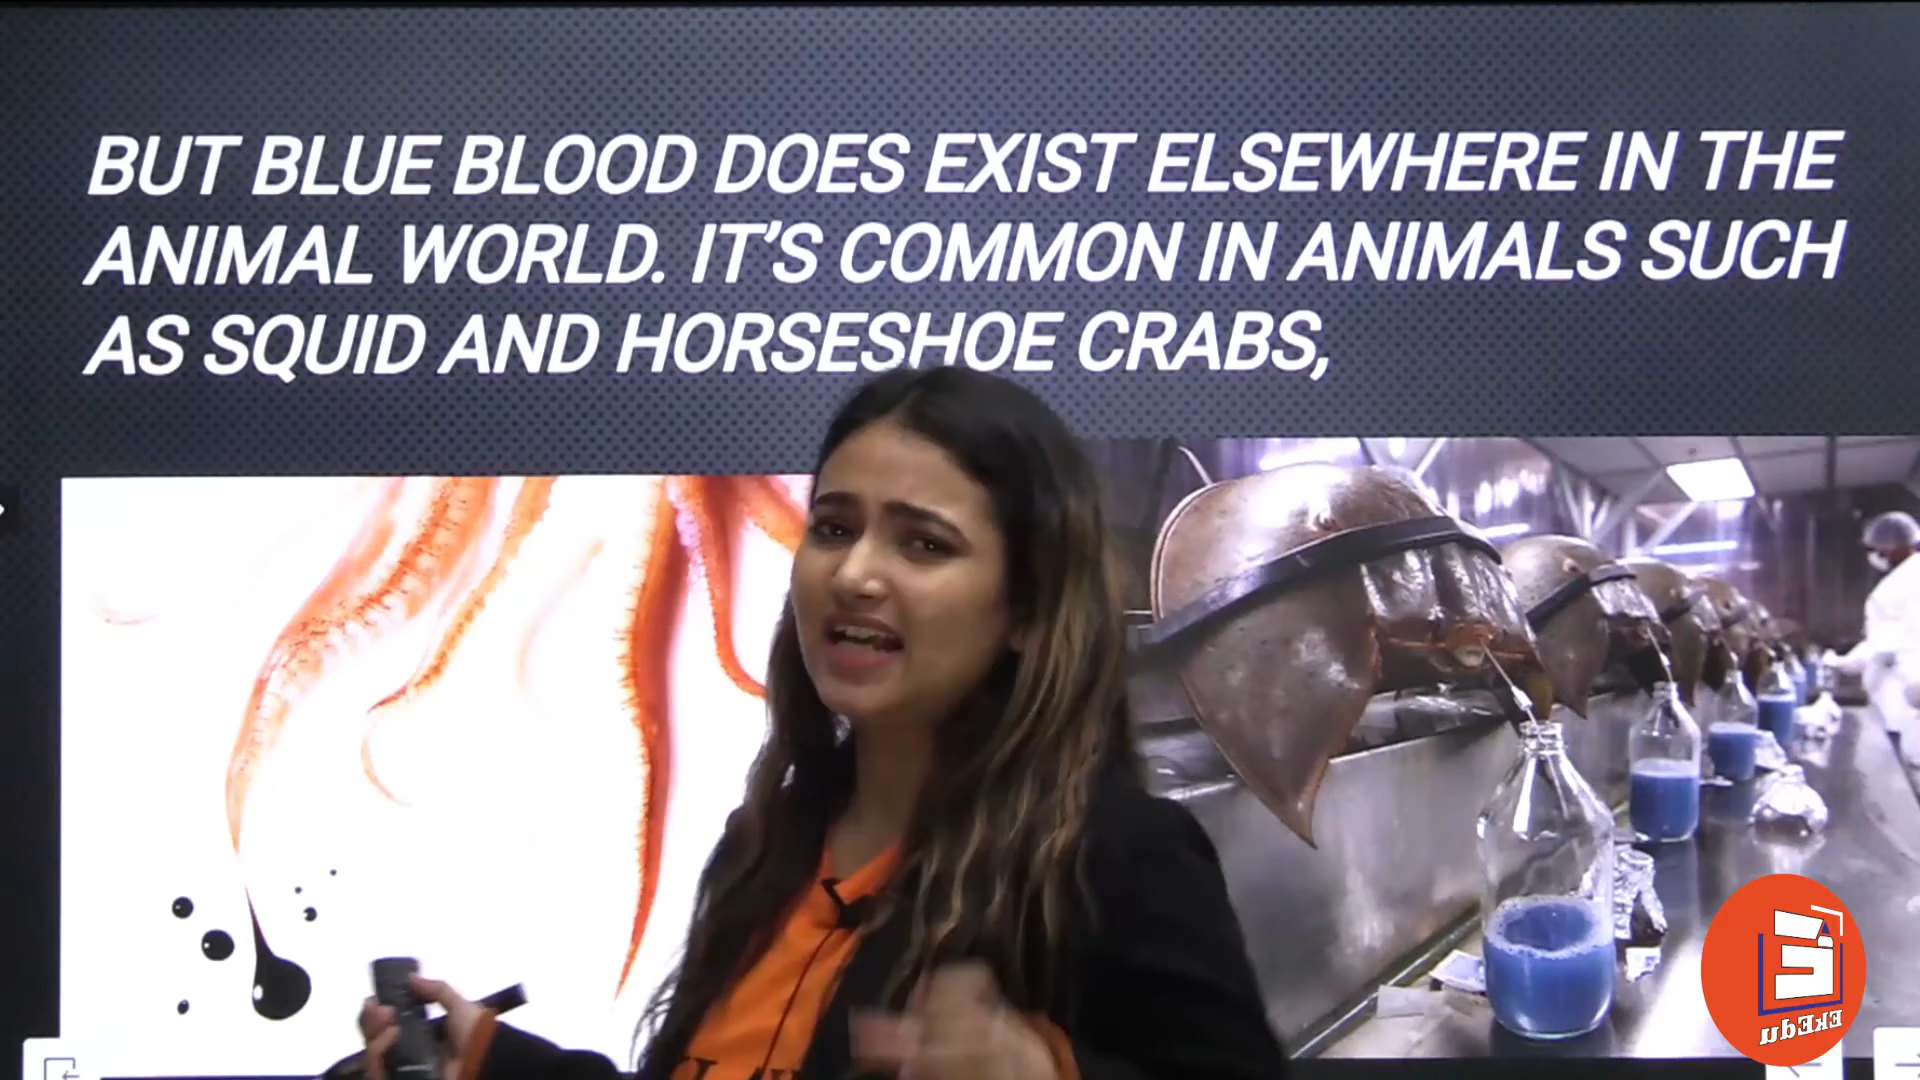 BUT BLUE BLOOD DOES EXIST ELSEWHERE IN THE
ANIMAL WORLD. IT’S COMMON IN ANIMALS SUCH
AS SQUID AND HORSESHOE CRABS,
EkEdu